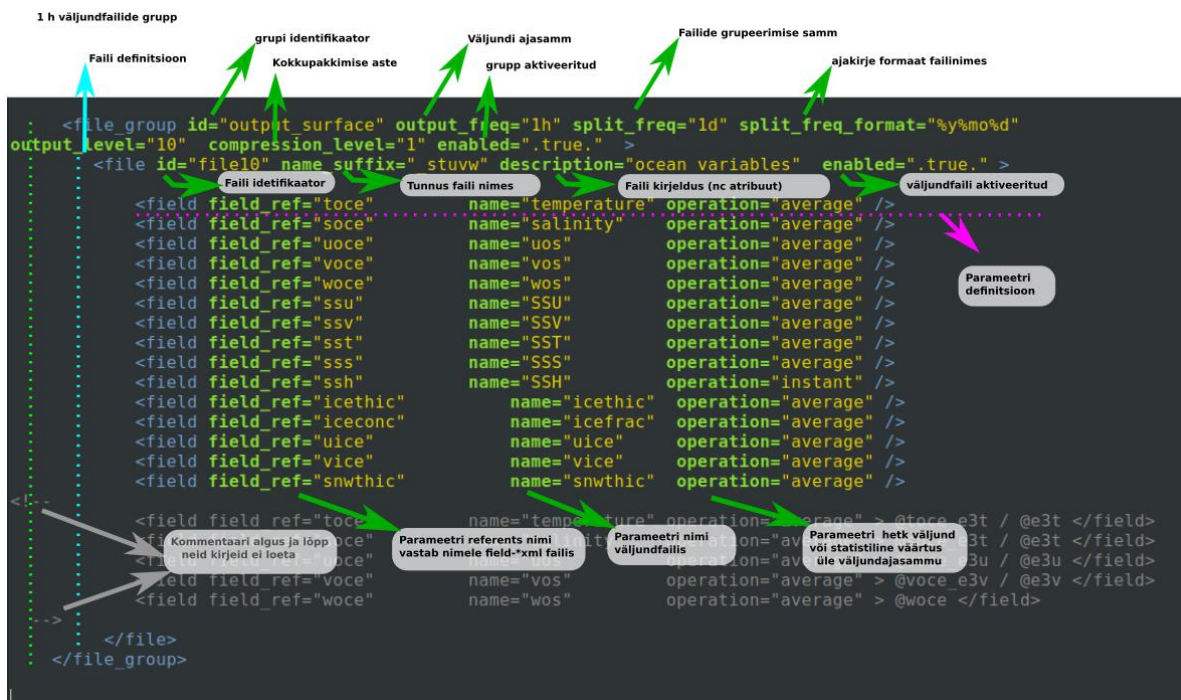 1 h väljundfailide grupp
Faili definitsioon
grupi identifikaator
Kokkupakkimise aste
Väljundi ajasamm
grupp aktiveeritud
Failide grupeerimise samm
ajakirje formaat failinimes
<file_group id="output_surface" output_freq="1h" split_freq="1d" split_freq_format="%y%mo%d"
output_level="10" compression_level="1" enabled=".true." >
<file id="file10" name_suffix="_stuvw" description="ocean variables" enabled=".true." >
Faili idetifikaator
Tunnus faili nimes
Faili kirjeldus (nc atribuut)
väljundfaili aktiveeritud
<field field_ref="toce" name="temperature" operation="average" />
<field field_ref="soce" name="salinity" operation="average" />
<field field_ref="uoce" name="uos" operation="average" />
<field field_ref="voce" name="vos" operation="average" />
<field field_ref="woce" name="wos" operation="average" />
<field field_ref="ssu" name="SSU" operation="average" />
<field field_ref="ssv" name="SSV" operation="average" />
<field field_ref="sst" name="SST" operation="average" />
<field field_ref="sss" name="SSS" operation="average" />
<field field_ref="ssh" name="SSH" operation="instant" />
<field field_ref="icethic" name="icethic" operation="average" />
<field field_ref="iceconc" name="icefrac" operation="average" />
<field field_ref="uice" name="uice" operation="average" />
<field field_ref="vice" name="vice" operation="average" />
<field field_ref="snwthic" name="snwthic" operation="average" />
Parameetri
definitsioon
<!--
<field field_ref="toce" name="temperature" operation="average" > @toce_e3t / @e3t </field>
/ @e3t </field>
_e3u / @e3u </field>
<field field_ref="voce" name="vos" operation="average" > @voce_e3v / @e3v </field>
<field field_ref="woce" name="wos" operation="average" > @woce </field>
-->
Kommentaari algus ja lõpp
neid kirjeid ei loeta
Parameetri referents nimi
vastab nimele field-*xml failis
Parameetri nimi
väljundfailis
Parameetri hetk väljund
või statistiline väärtus
üle väljundajasammu
</file>
</file_group>